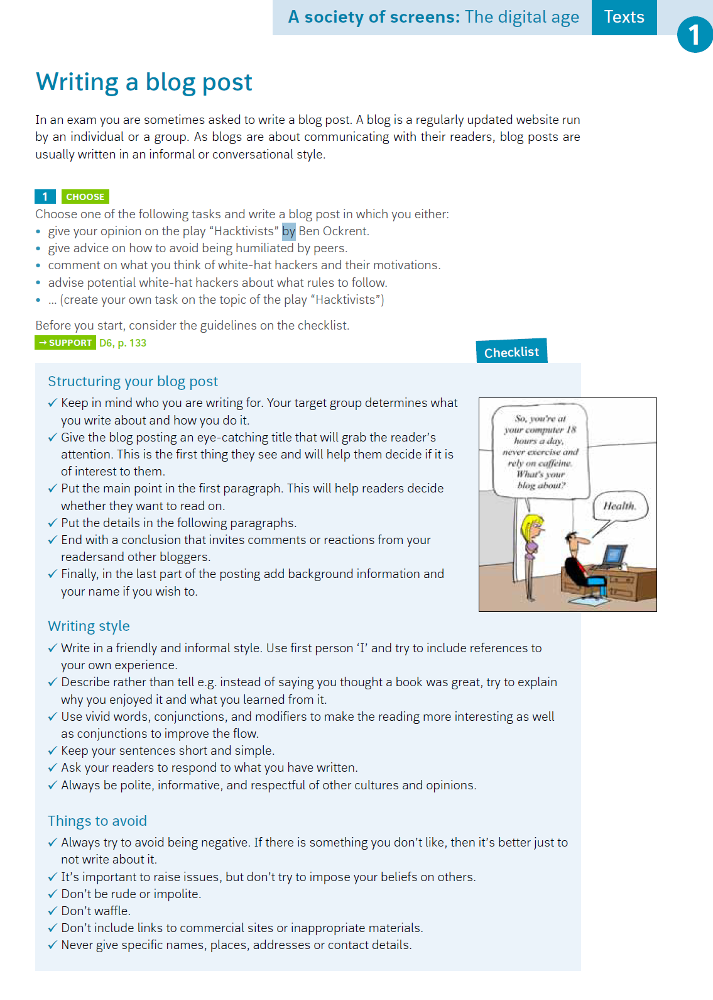 A society of screens: The digital age Texts
1
Writing a blog post
In an exam you are sometimes asked to write a blog post. A blog is a regularly updated website run
by an individual or a group. As blogs are about communicating with their readers, blog posts are
usually written in an informal or conversational style.
1 CHOOSE
Choose one of the following tasks and write a blog post in which you either:
• give your opinion on the play “Hacktivists” by Ben Ockrent.
• give advice on how to avoid being humiliated by peers.
• comment on what you think of white-hat hackers and their motivations.
• advise potential white-hat hackers about what rules to follow.
• ... (create your own task on the topic of the play “Hacktivists”)
Before you start, consider the guidelines on the checklist.
→ SUPPORT D6, p. 133
Checklist
Structuring your blog post
✓ Keep in mind who you are writing for. Your target group determines what
you write about and how you do it.
✓ Give the blog posting an eye-catching title that will grab the reader’s
attention. This is the first thing they see and will help them decide if it is
of interest to them.
✓ Put the main point in the first paragraph. This will help readers decide
whether they want to read on.
✓ Put the details in the following paragraphs.
✓ End with a conclusion that invites comments or reactions from your
readersand other bloggers.
✓ Finally, in the last part of the posting add background information and
your name if you wish to.
So, you're at
your computer 18
hours a day,
never exercise and
rely on caffeine.
What's your
blog about?
Health.
Writing style
✓ Write in a friendly and informal style. Use first person ‘I’ and try to include references to
your own experience.
✓ Describe rather than tell e.g. instead of saying you thought a book was great, try to explain
why you enjoyed it and what you learned from it.
✓ Use vivid words, conjunctions, and modifiers to make the reading more interesting as well
as conjunctions to improve the flow.
✓ Keep your sentences short and simple.
✓ Ask your readers to respond to what you have written.
✓ Always be polite, informative, and respectful of other cultures and opinions.
Things to avoid
✓ Always try to avoid being negative. If there is something you don’t like, then it’s better just to
not write about it.
✓ It’s important to raise issues, but don’t try to impose your beliefs on others.
✓ Don’t be rude or impolite.
✓ Don’t waffle.
✓ Don’t include links to commercial sites or inappropriate materials.
✓ Never give specific names, places, addresses or contact details.